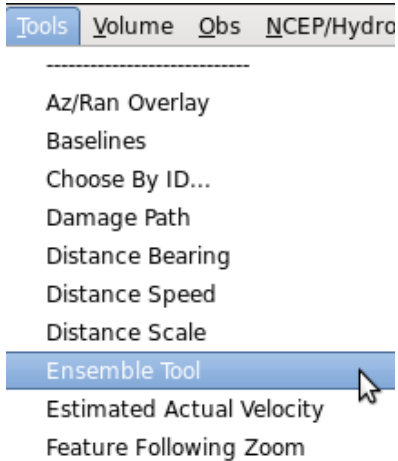 Tools Volume Obs NCEP/Hydro
----------------------------
Az/Ran Overlay
Baselines
Choose By ID...
Damage Path
Distance Bearing
Distance Speed
Distance Scale
Ensemble Tool
Estimated Actual Velocity
Feature Following Zoom